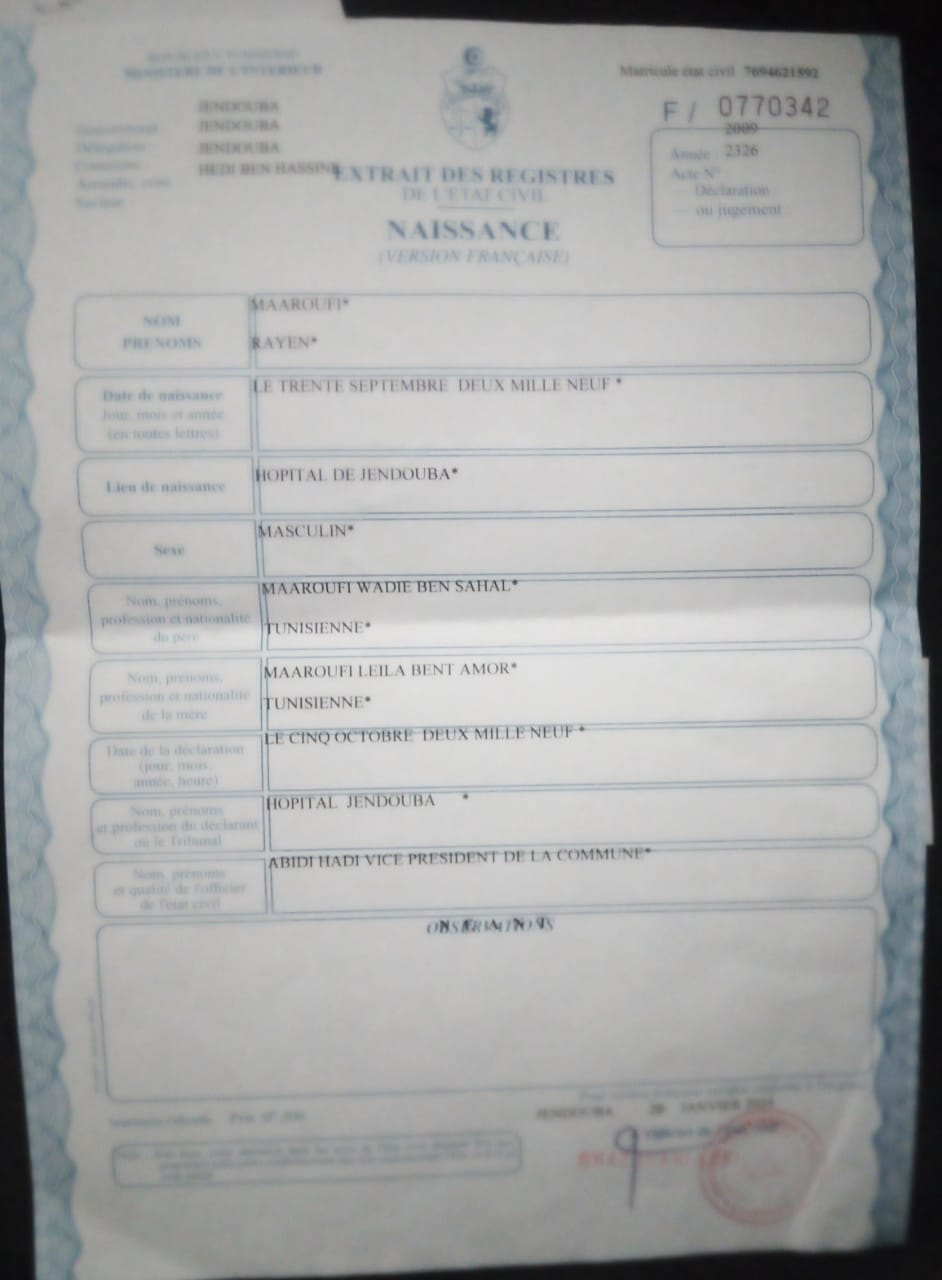 MINISTERE DE L'INTERIEUR
Matricule état civil 7694621592
F / 0770342
JENDOUBA
Gouvernorat
JENDOUBA
Délégation
JENDOUBA
Commune
HEDI BEN HASSINE
Secteur
2009
Année : 2326
Acte N°
Déclaration
ou jugement
EXTRAIT DES REGISTRES
DE L'ETAT CIVIL
NAISSANCE
(VERSION FRANÇAISE)
NOM
PRENOMS
MAAROUFI*
RAYEN*
Date de naissance
Jour, mois et année
(en toutes lettres)
LE TRENTE SEPTEMBRE DEUX MILLE NEUF *
Lieu de naissance
HOPITAL DE JENDOUBA*
Sexe
MASCULIN*
Nom, prénoms,
profession et nationalité
du père
MAAROUFI WADIE BEN SAHAL*
TUNISIENNE*
Nom, prénoms,
profession et nationalité
de la mère
MAAROUFI LEILA BENT AMOR*
TUNISIENNE*
Date de la déclaration
(jour, mois,
année, heure)
LE CINQ OCTOBRE DEUX MILLE NEUF *
Nom, prénoms
et profession du déclarant
ou le Tribunal
HOPITAL JENDOUBA *
Nom, prénoms
et qualité de l'officier
de l'état civil
ABIDI HADI VICE PRESIDENT DE LA COMMUNE*
JENDOUBA JANVIER